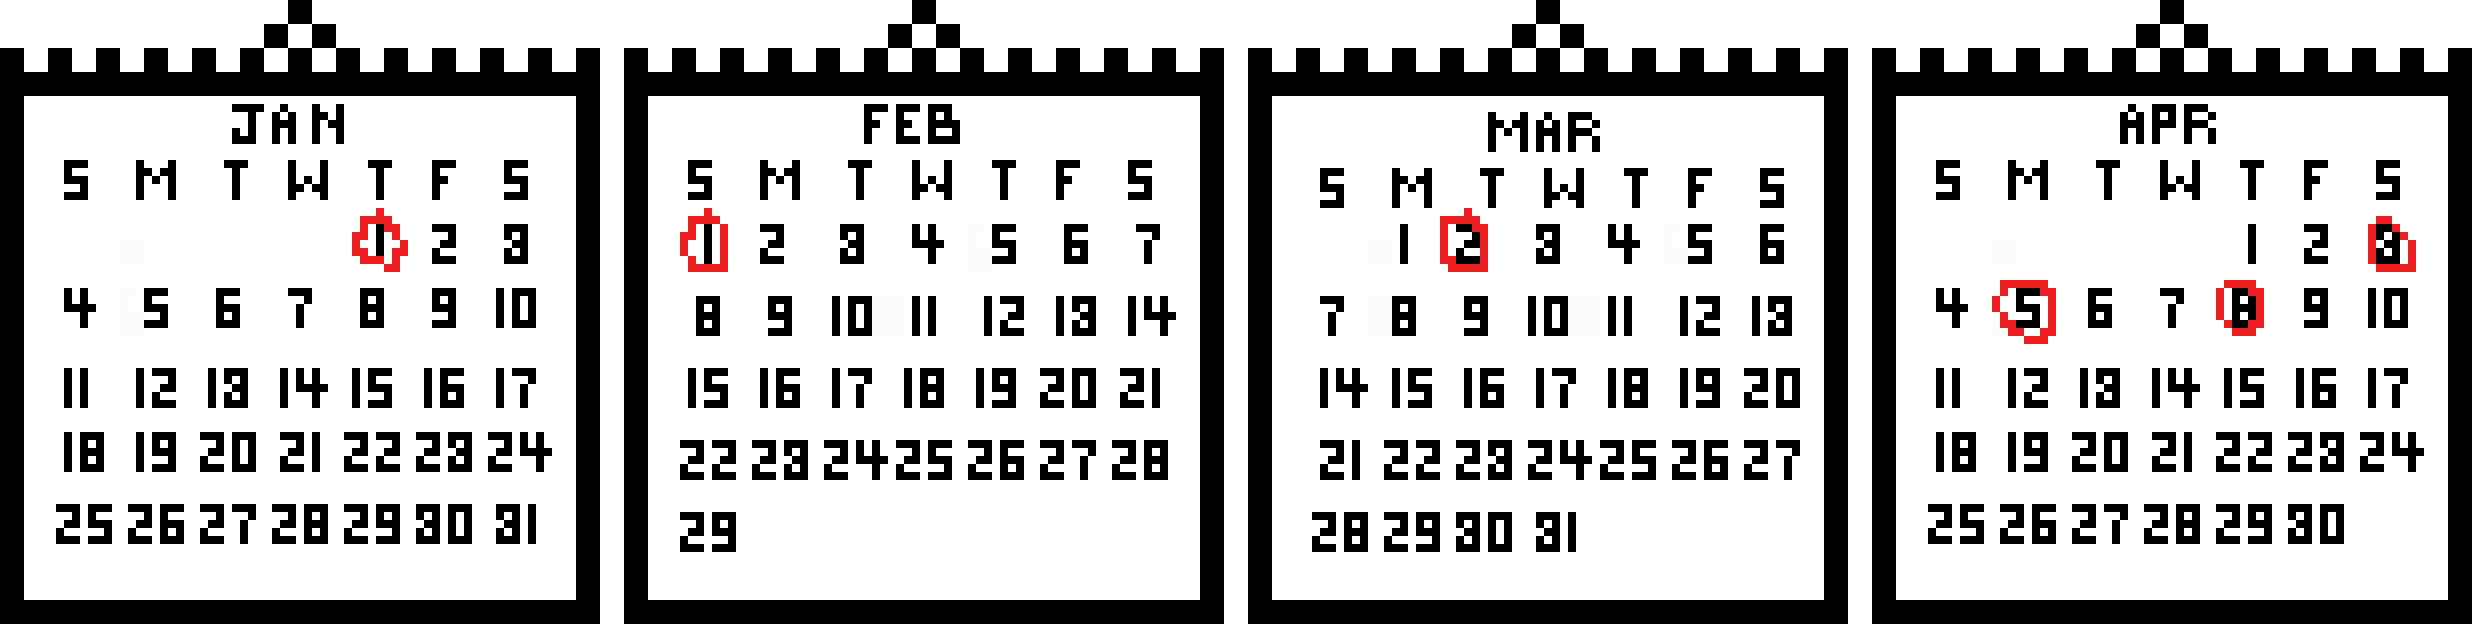 JAN
S M T W T F S
1 2 3
4 5 6 7 8 9 10
11 12 13 14 15 16 17
18 19 20 21 22 23 24
25 26 27 28 29 30 31
FEB
S M T W T F S
1 2 3 4 5 6 7
8 9 10 11 12 13 14
15 16 17 18 19 20 21
22 23 24 25 26 27 28
29
MAR
S M T W T F S
1 2 3 4 5 6
7 8 9 10 11 12 13
14 15 16 17 18 19 20
21 22 23 24 25 26 27
28 29 30 31
APR
S M T W T F S
1 2 3
4 5 6 7 8 9 10
11 12 13 14 15 16 17
18 19 20 21 22 23 24
25 26 27 28 29 30